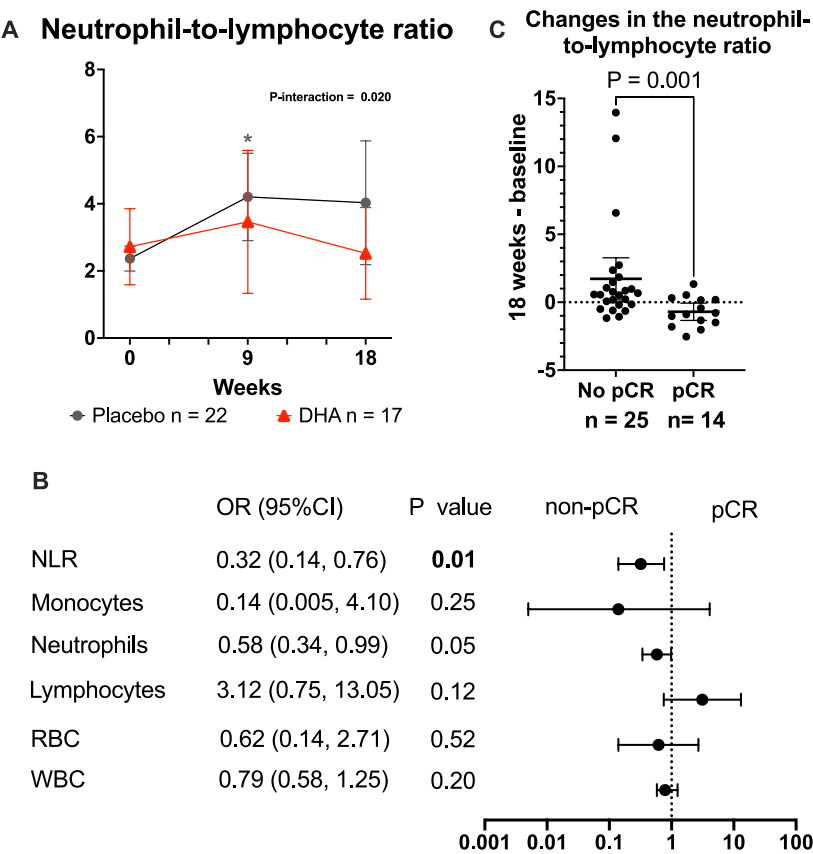 A Neutrophil-to-lymphocyte ratio
8
6
4
2
0
P-interaction = 0.020
*
0 9 18
Weeks
Placebo n = 22 DHA n = 17
C Changes in the neutrophil-
to-lymphocyte ratio
P = 0.001
18 weeks - baseline
15
10
5
0
-5
No pCR pCR
n = 25 n= 14
B
OR (95%CI) P value non-pCR pCR
NLR 0.32 (0.14, 0.76) 0.01
Monocytes 0.14 (0.005, 4.10) 0.25
Neutrophils 0.58 (0.34, 0.99) 0.05
Lymphocytes 3.12 (0.75, 13.05) 0.12
RBC 0.62 (0.14, 2.71) 0.52
WBC 0.79 (0.58, 1.25) 0.20
0.001 0.01 0.1 1 10 100